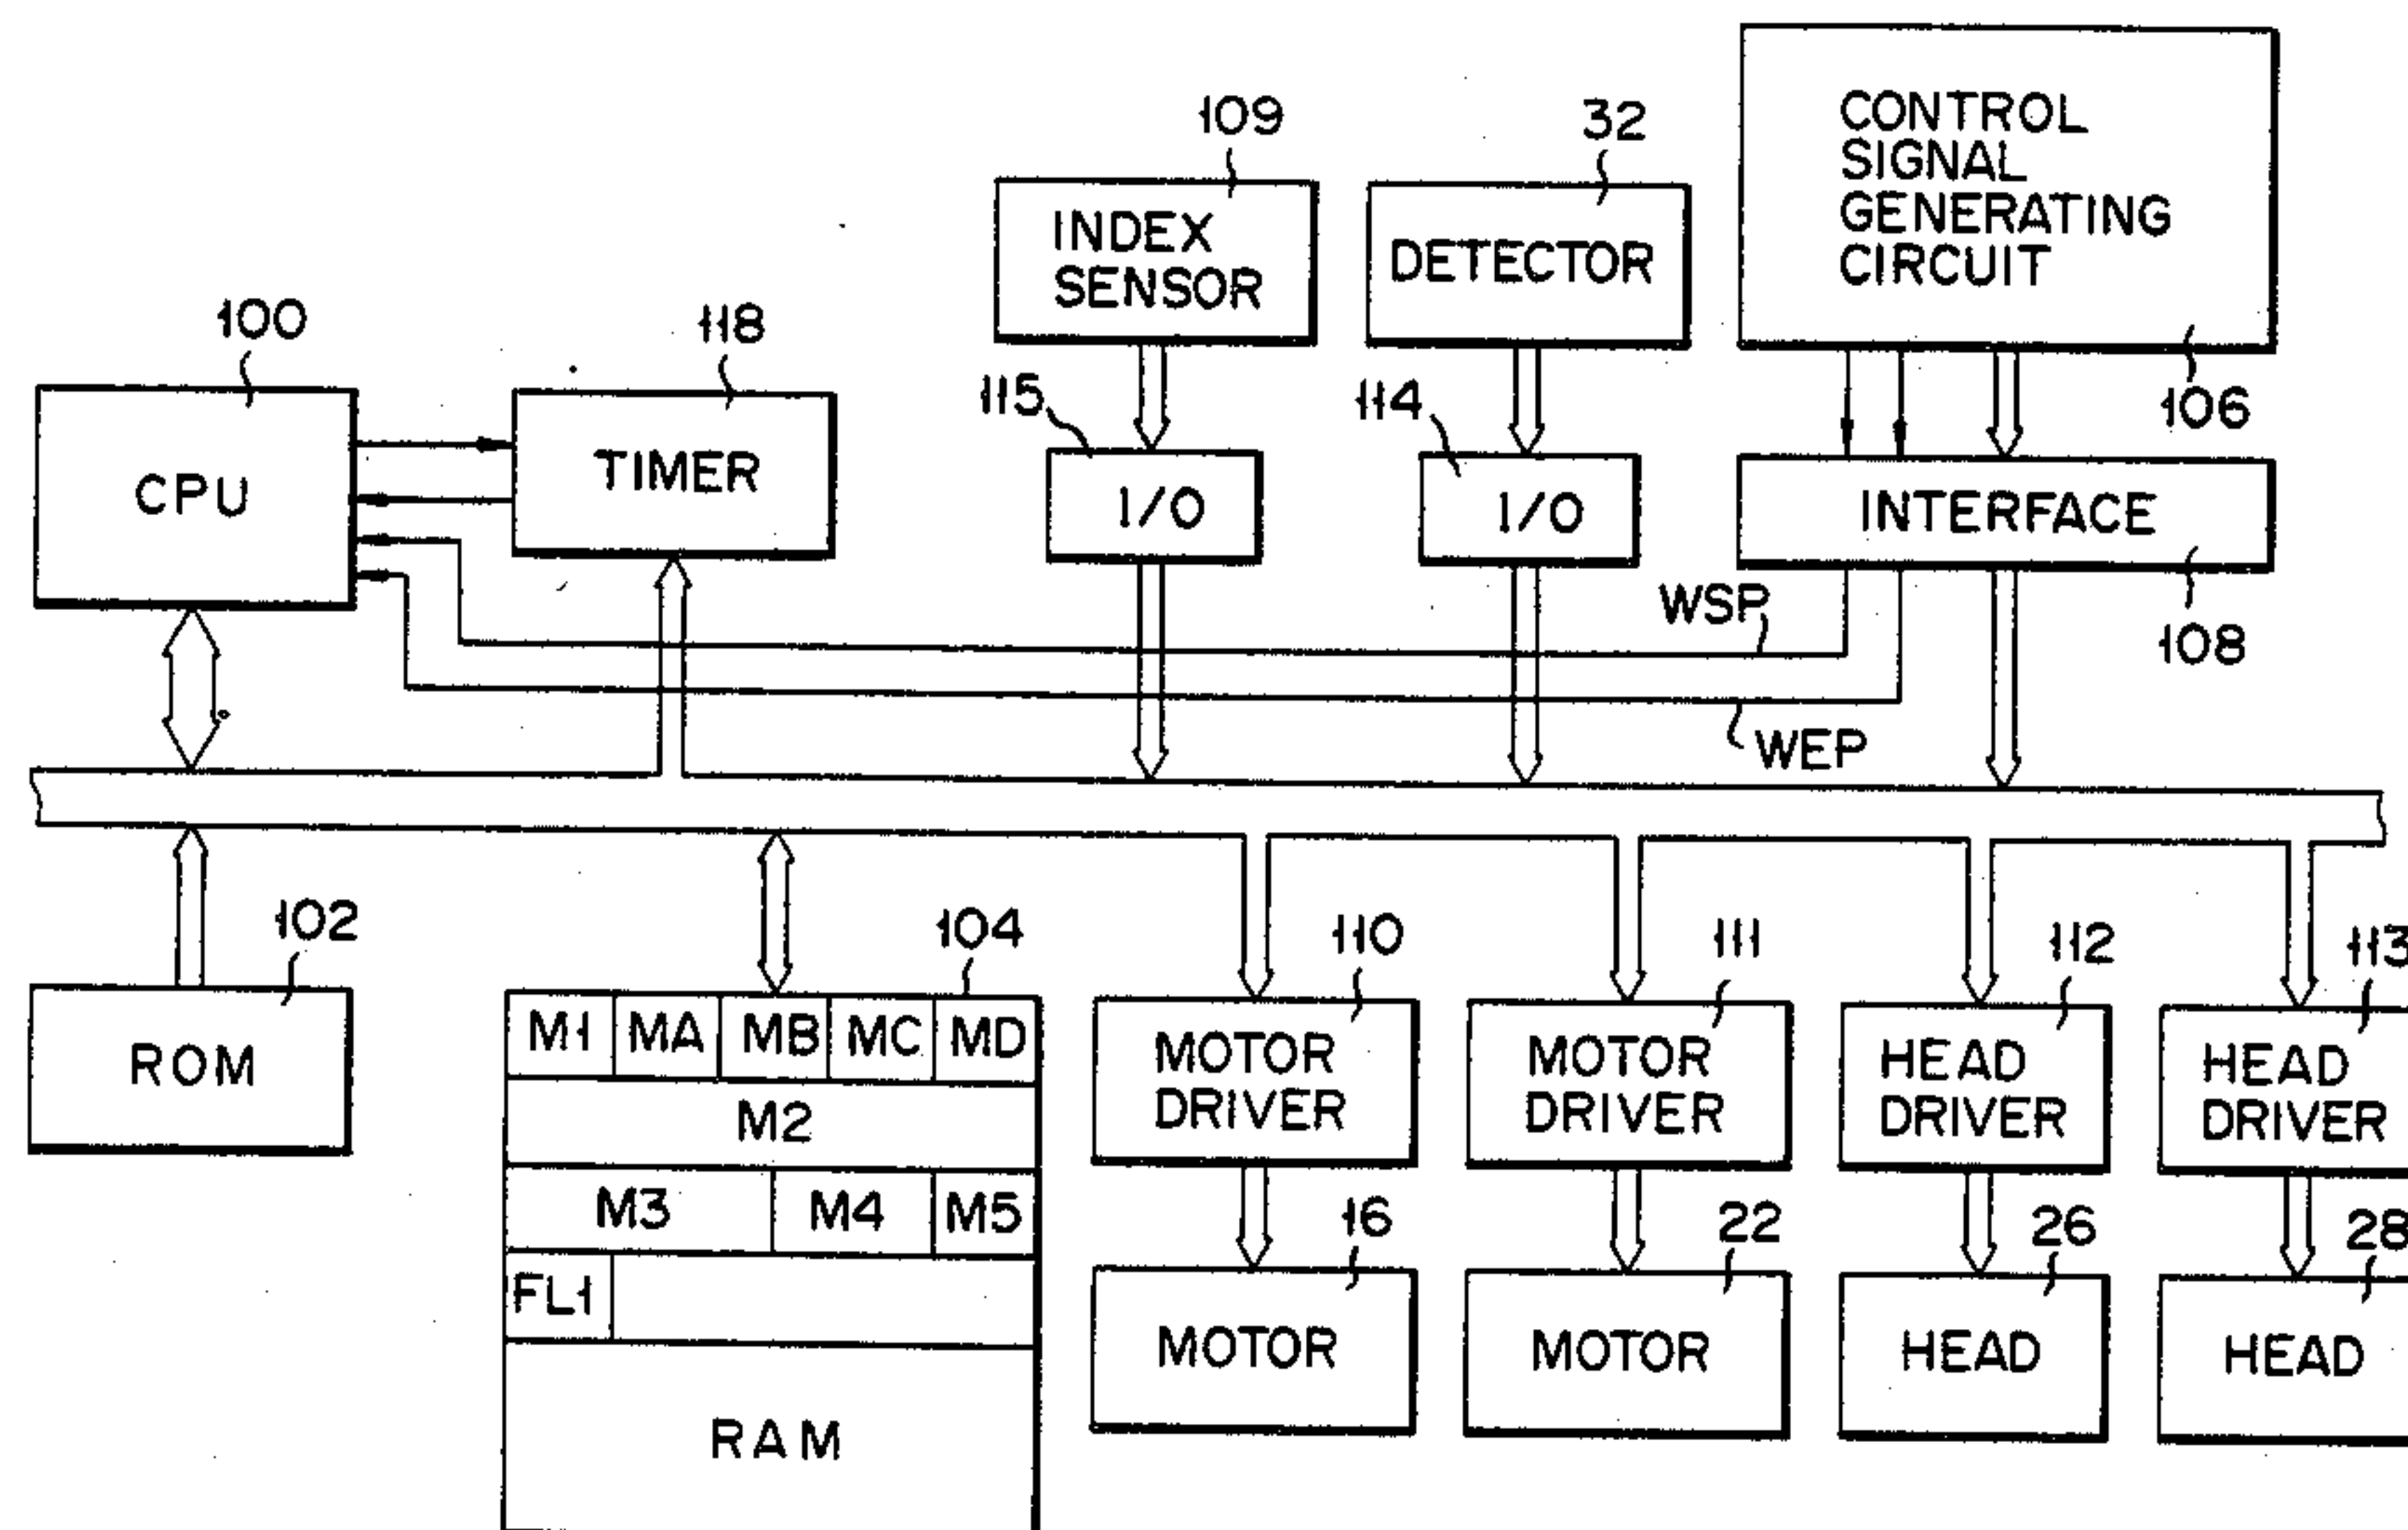 109
32
CONTROL
SIGNAL
GENERATING
CIRCUIT
INDEX
SENSOR
DETECTOR
100
118
115
114
106
CPU
TIMER
I/O
I/O
INTERFACE
WSP
108
WEP
102
104
110
111
112
113
ROM
M1 MA MB MC MD
M2
M3 M4 M5
FL1
RAM
MOTOR
DRIVER
MOTOR
DRIVER
HEAD
DRIVER
HEAD
DRIVER
16
22
26
28
MOTOR
MOTOR
HEAD
HEAD